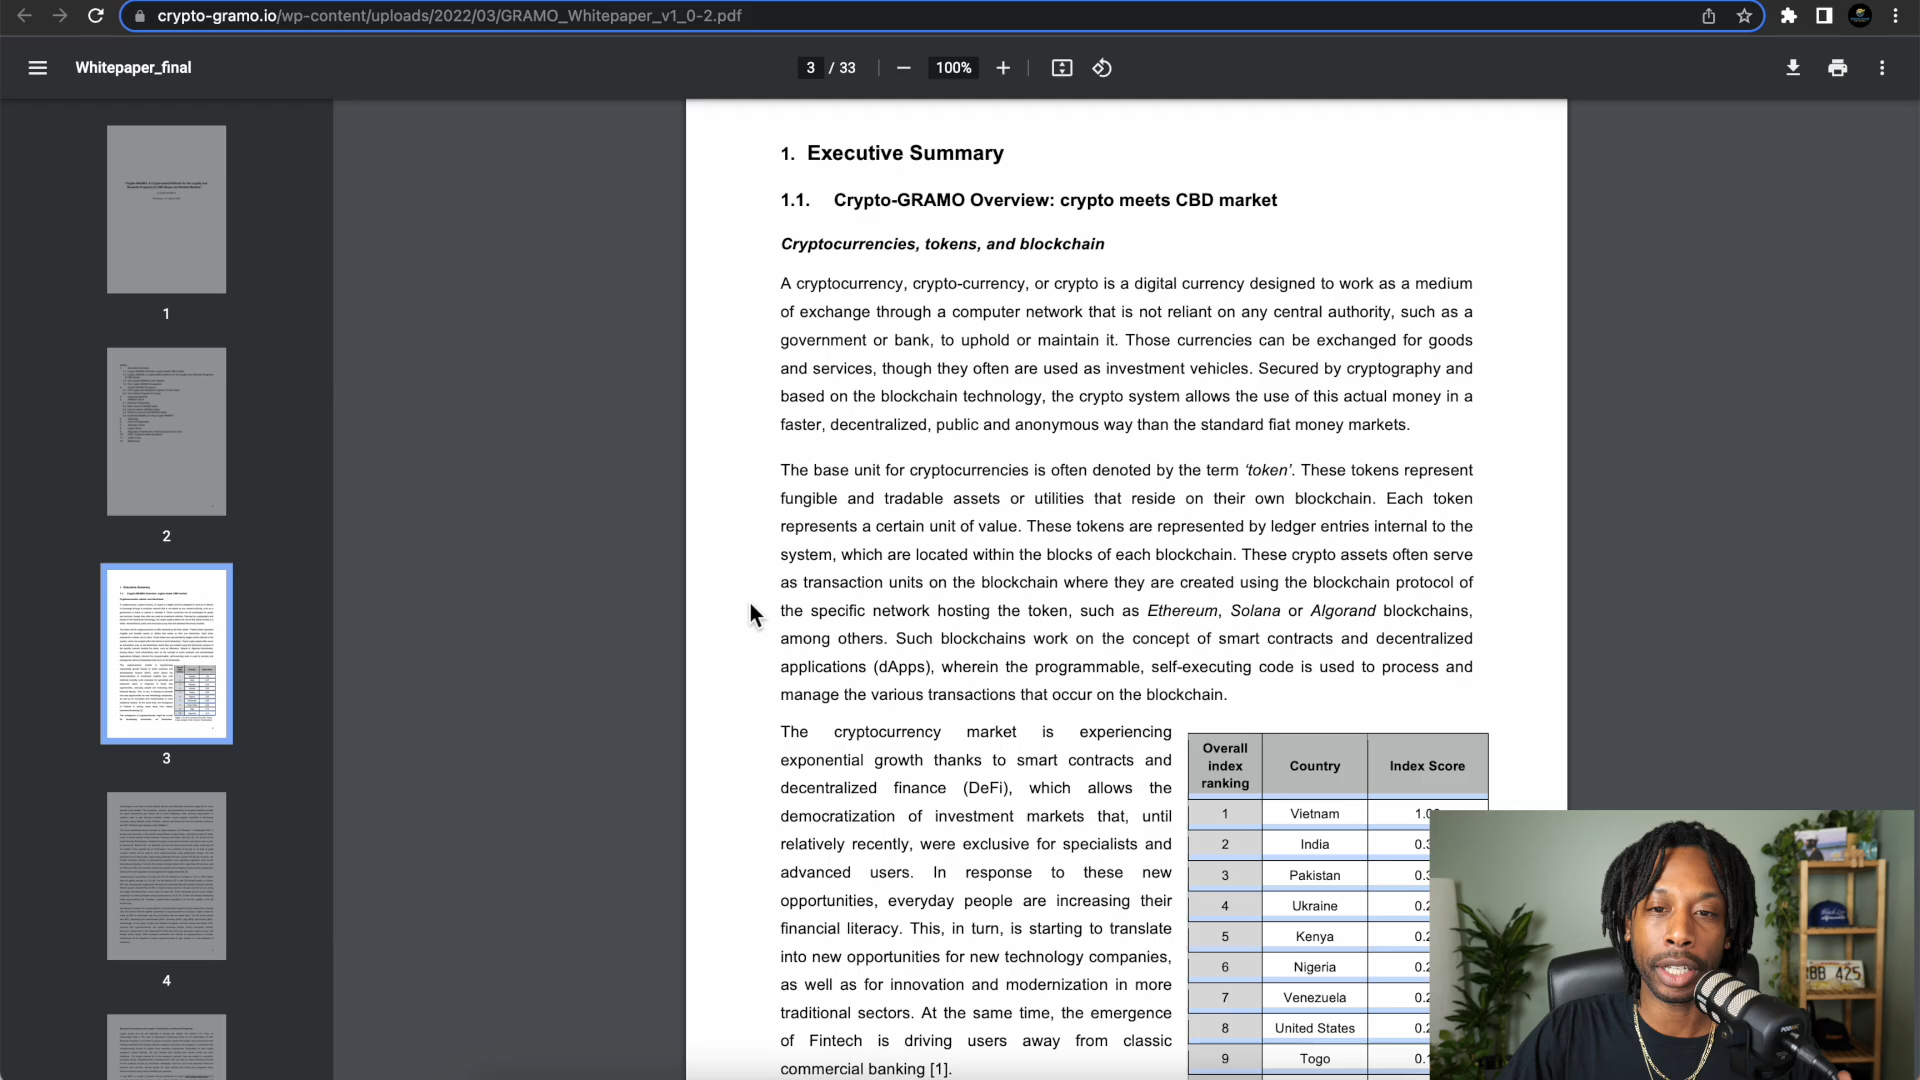 crypto-gramo.io/wp-content/uploads/2022/03/GRAMO_Whitepaper_v1_0-2.pdf
Whitepaper_final
3 / 33
100%
1
2
3
4
1. Executive Summary
1.1. Crypto-GRAMO Overview: crypto meets CBD market
Cryptocurrencies, tokens, and blockchain
A cryptocurrency, crypto-currency, or crypto is a digital currency designed to work as a medium
of exchange through a computer network that is not reliant on any central authority, such as a
government or bank, to uphold or maintain it. Those currencies can be exchanged for goods
and services, though they often are used as investment vehicles. Secured by cryptography and
based on the blockchain technology, the crypto system allows the use of this actual money in a
faster, decentralized, public and anonymous way than the standard fiat money markets.
The base unit for cryptocurrencies is often denoted by the term ‘token’. These tokens represent
fungible and tradable assets or utilities that reside on their own blockchain. Each token
represents a certain unit of value. These tokens are represented by ledger entries internal to the
system, which are located within the blocks of each blockchain. These crypto assets often serve
as transaction units on the blockchain where they are created using the blockchain protocol of
the specific network hosting the token, such as Ethereum, Solana or Algorand blockchains,
among others. Such blockchains work on the concept of smart contracts and decentralized
applications (dApps), wherein the programmable, self-executing code is used to process and
manage the various transactions that occur on the blockchain.
The cryptocurrency market is experiencing
exponential growth thanks to smart contracts and
decentralized finance (DeFi), which allows the
democratization of investment markets that, until
relatively recently, were exclusive for specialists and
advanced users. In response to these new
opportunities, everyday people are increasing their
financial literacy. This, in turn, is starting to translate
into new opportunities for new technology companies,
as well as for innovation and modernization in more
traditional sectors. At the same time, the emergence
of Fintech is driving users away from classic
commercial banking [1].
Overall index ranking Country Index Score
1 Vietnam
2 India
3 Pakistan
4 Ukraine
5 Kenya
6 Nigeria
7 Venezuela
8 United States
9 Togo
BB 425